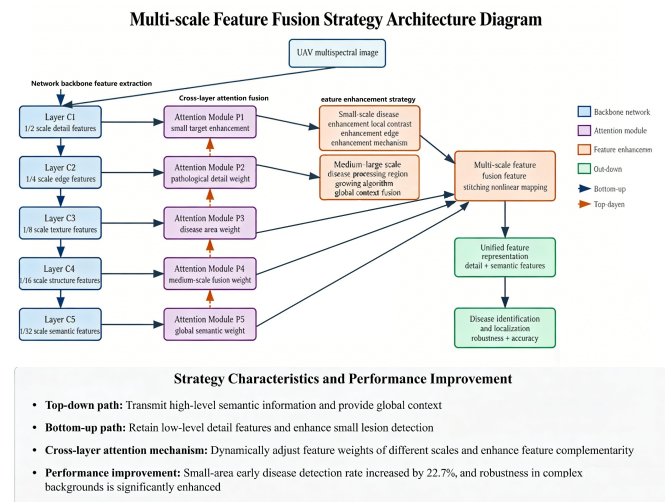 Multi-scale Feature Fusion Strategy Architecture Diagram
UAV multispectral image
Network backbone feature extraction
Cross-layer attention fusion
eature enhancement strategy
Layer C1
1/2 scale detail features
Attention Module P1
small target enhancement
Small-scale disease
enhancement local contrast
enhancement edge
enhancement mechanism
Layer C2
1/4 scale edge features
Attention Module P2
pathological detail weight
Medium-large scale
disease processing region
growing algorithm
global context fusion
Layer C3
1/8 scale texture features
Attention Module P3
disease area weight
Layer C4
1/16 scale structure features
Attention Module P4
medium-scale fusion weight
Layer C5
1/32 scale semantic features
Attention Module P5
global semantic weight
Multi-scale feature
fusion feature
stitching nonlinear mapping
Unified feature
representation
detail + semantic features
Disease identification
and localization
robustness + accuracy
Backbone network
Attention module
Feature enhancemm
Out-down
Bottom-up
Top-dayen
Strategy Characteristics and Performance Improvement
• Top-down path: Transmit high-level semantic information and provide global context
• Bottom-up path: Retain low-level detail features and enhance small lesion detection
• Cross-layer attention mechanism: Dynamically adjust feature weights of different scales and enhance feature complementarity
• Performance improvement: Small-area early disease detection rate increased by 22.7%, and robustness in complex
backgrounds is significantly enhanced